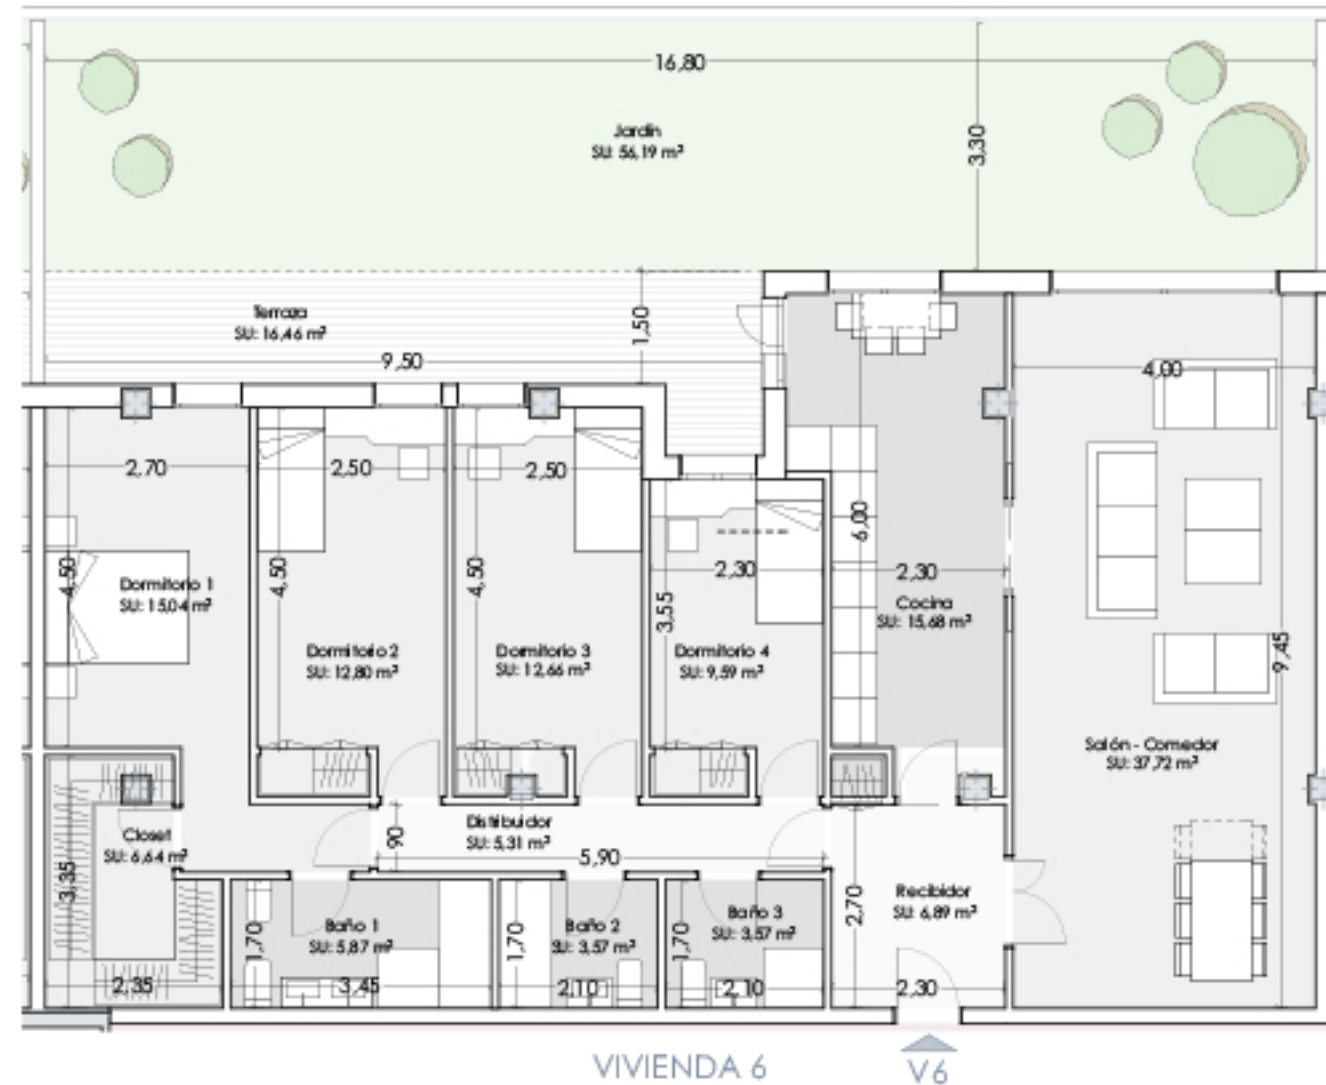 16,80
3,30
Jardín
SU: 56,19 m²
Terraza
SU: 16,46 m²
1,50
9,50
4,00
2,70
2,50
2,50
4,50
4,50
4,50
6,00
2,30
2,30
3,55
Dormitorio 1
SU: 15,04 m²
Cocina
SU: 15,68 m²
Dormitorio 2
SU: 12,80 m²
Dormitorio 3
SU: 12,66 m²
Dormitorio 4
SU: 9,59 m²
9,45
Salón - Comedor
SU: 37,72 m²
Closet
SU: 6,64 m²
Distribuidor
SU: 5,31 m²
90
5,90
3,35
Recibidor
SU: 6,89 m²
2,70
Baño 1
SU: 5,87 m²
1,70
Baño 2
SU: 3,57 m²
1,70
Baño 3
SU: 3,57 m²
1,70
2,35
3,45
2,10
2,10
2,30
VIVIENDA 6
V6